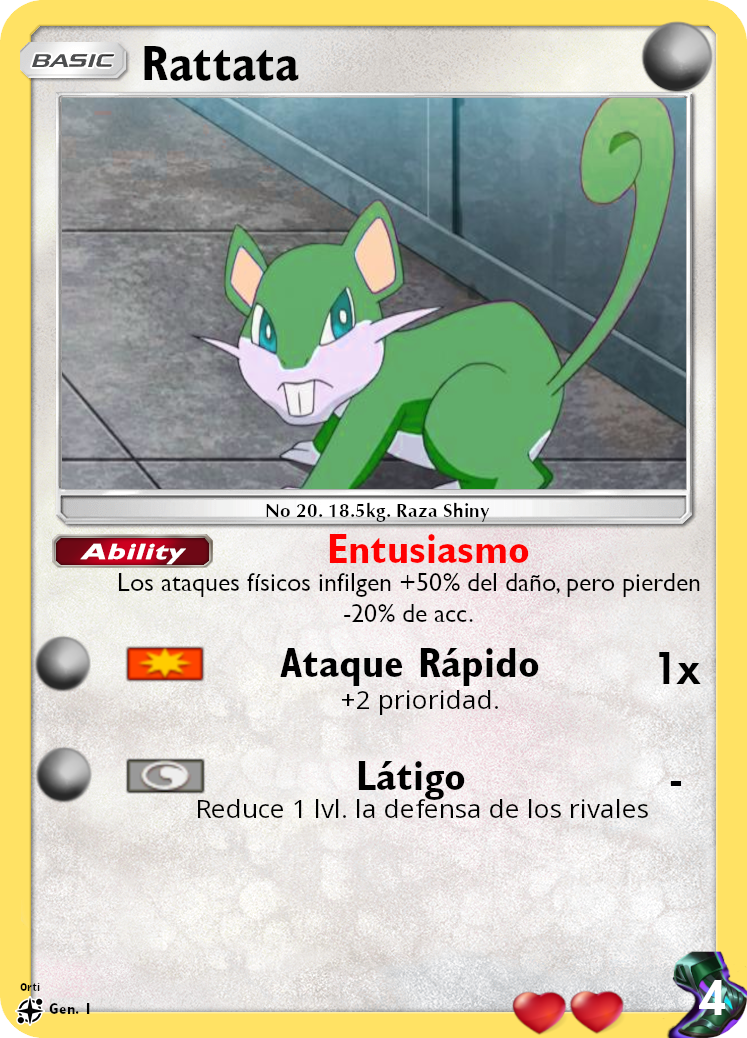 BASIC
Rattata
No 20. 18.5kg. Raza Shiny
Ability
Entusiasmo
Los ataques físicos infilgen +50% del daño, pero pierden
-20% de acc.
Ataque Rápido
1x
+2 prioridad.
Látigo
-
Reduce 1 lvl. la defensa de los rivales
Orti
Gen. 1
4